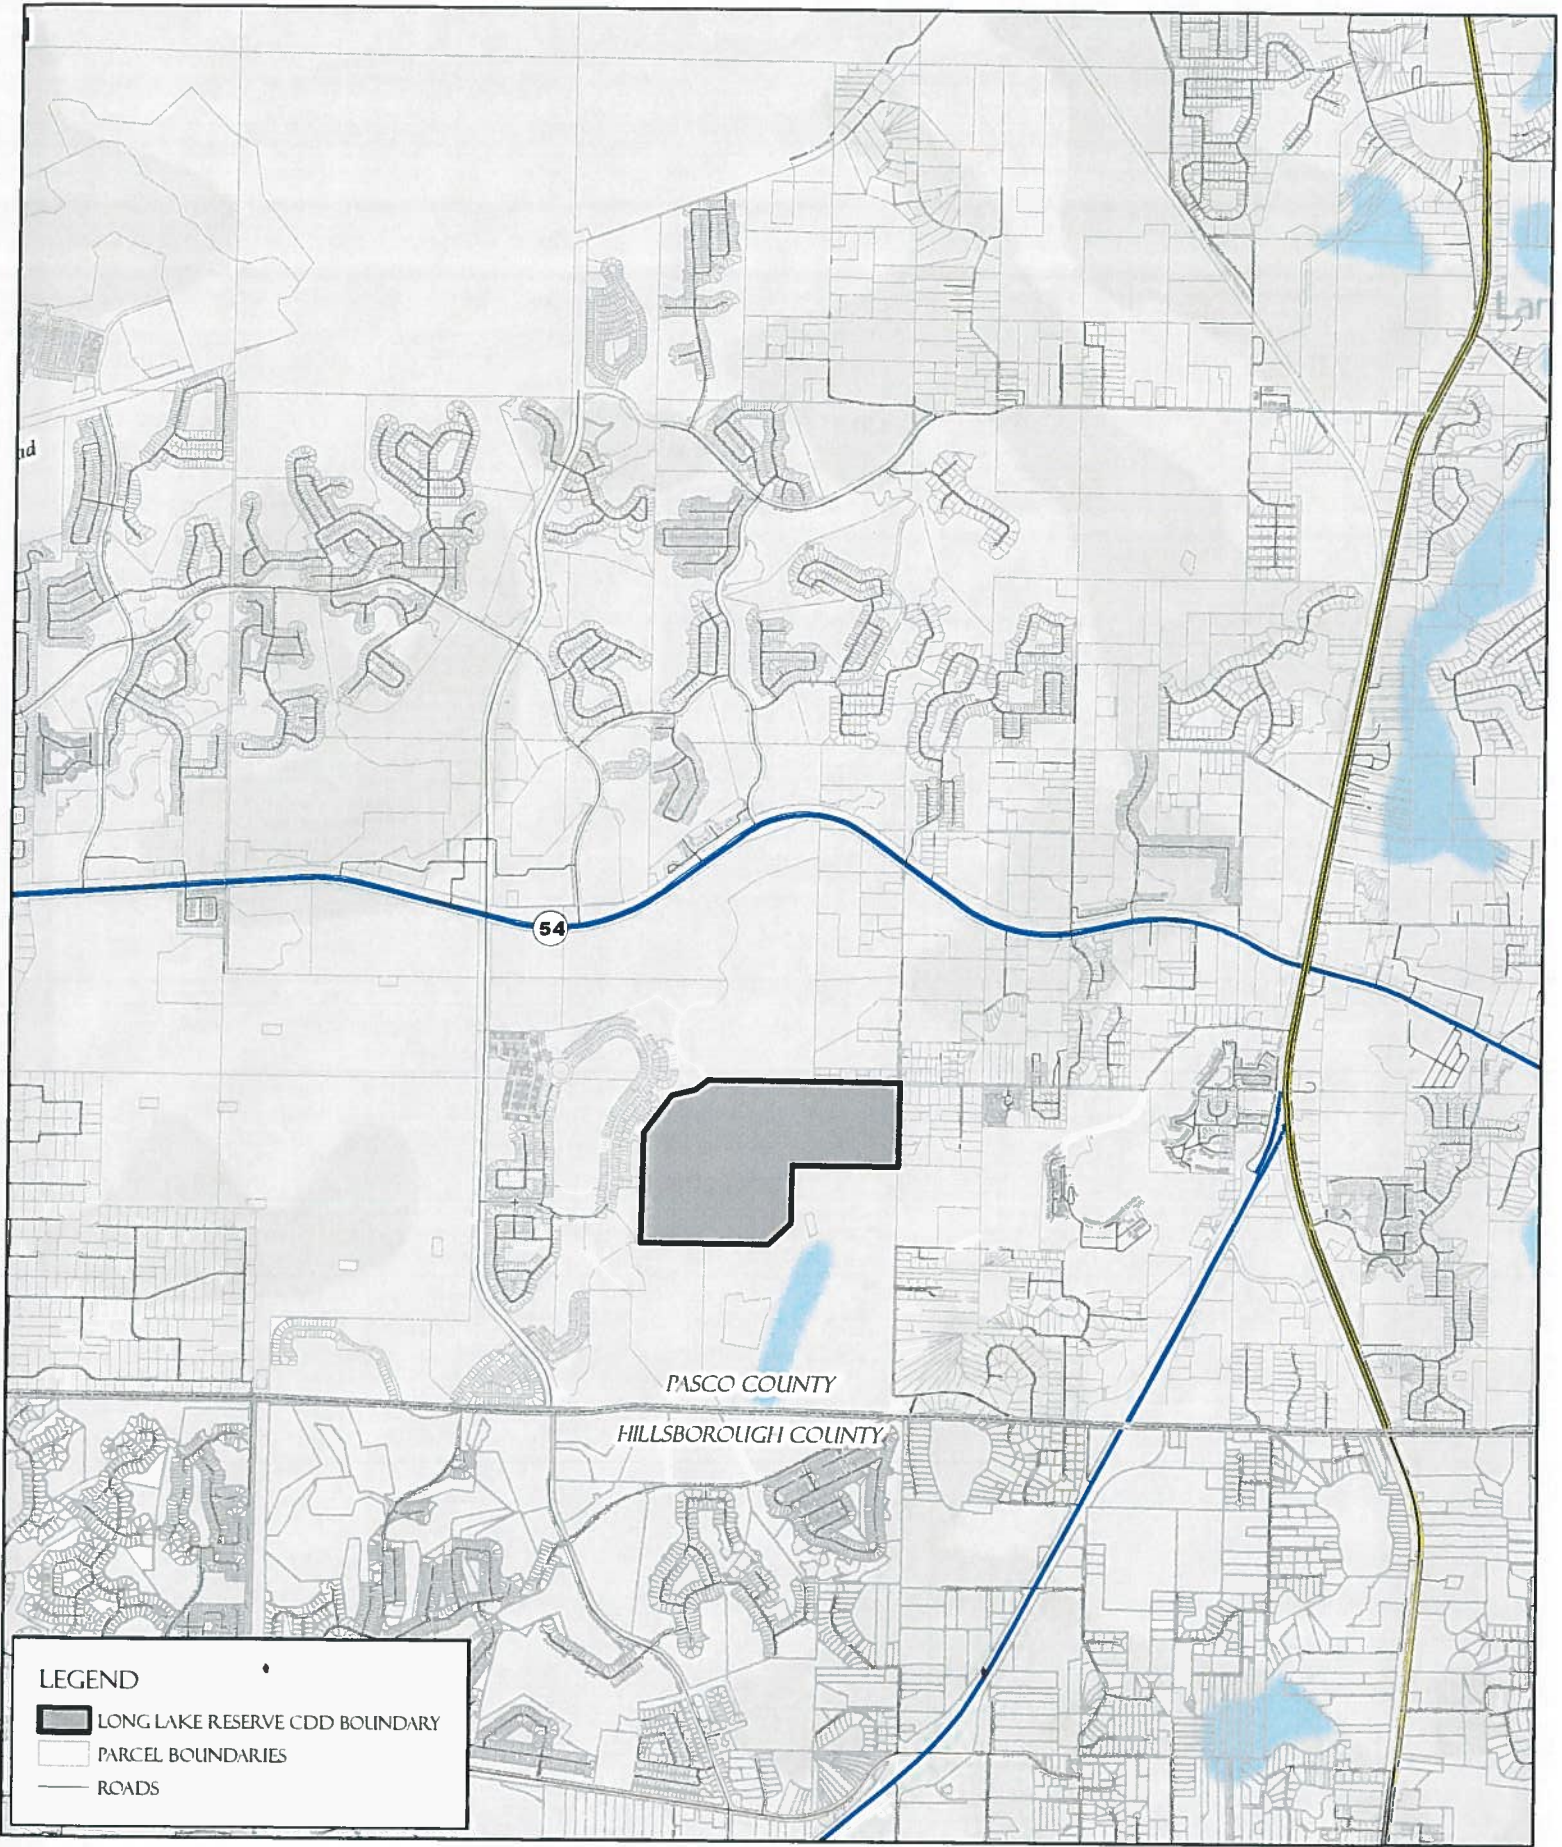 54
PASCO COUNTY
HILLSBOROUGH COUNTY
LEGEND
LONG LAKE RESERVE CDD BOUNDARY
PARCEL BOUNDARIES
ROADS